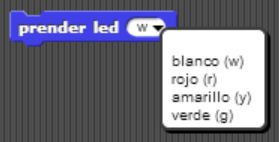 prender led w
blanco (w)
rojo (r)
amarillo (y)
verde (g)